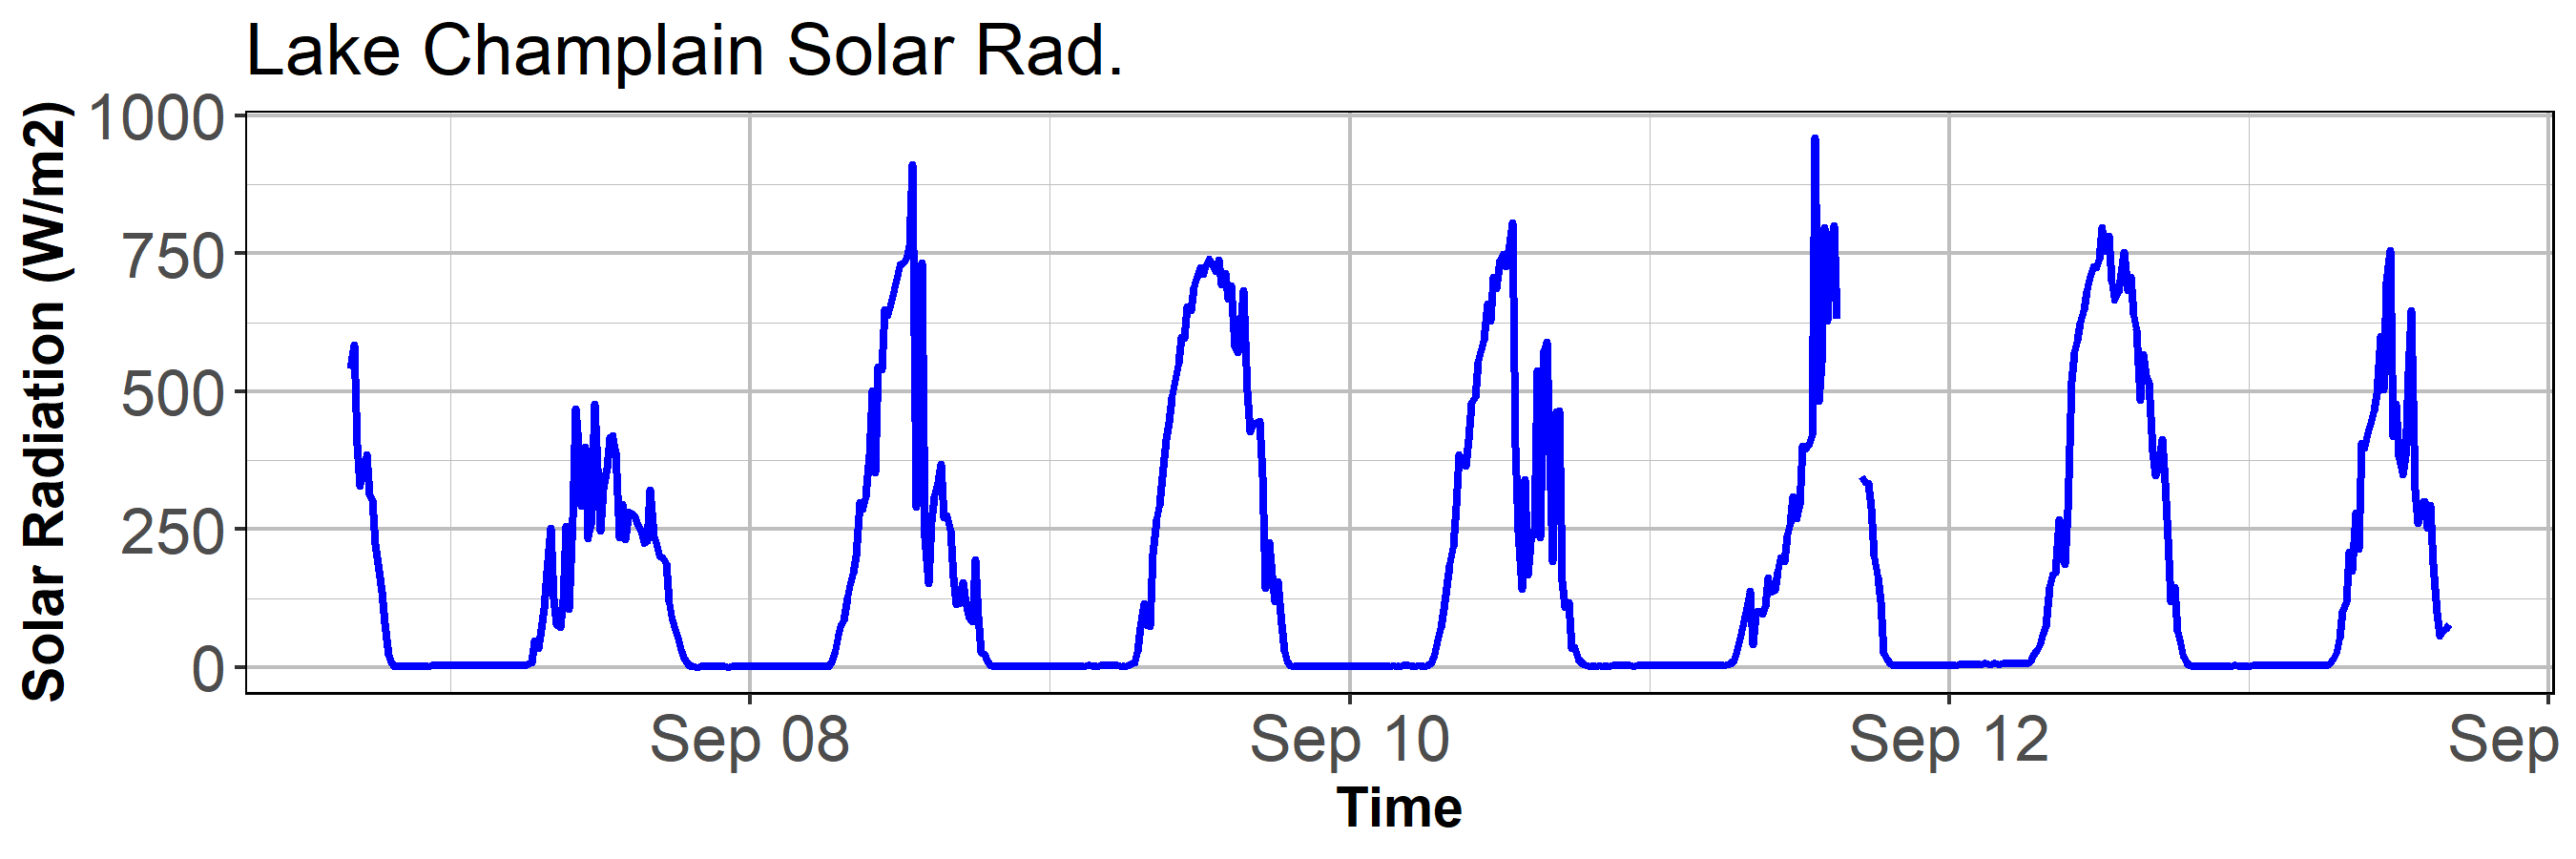 Lake Champlain Solar Rad.
Solar Radiation (W/m2)
1000
750
500
250
0
Sep 08
Sep 10
Sep 12
Sep
Time